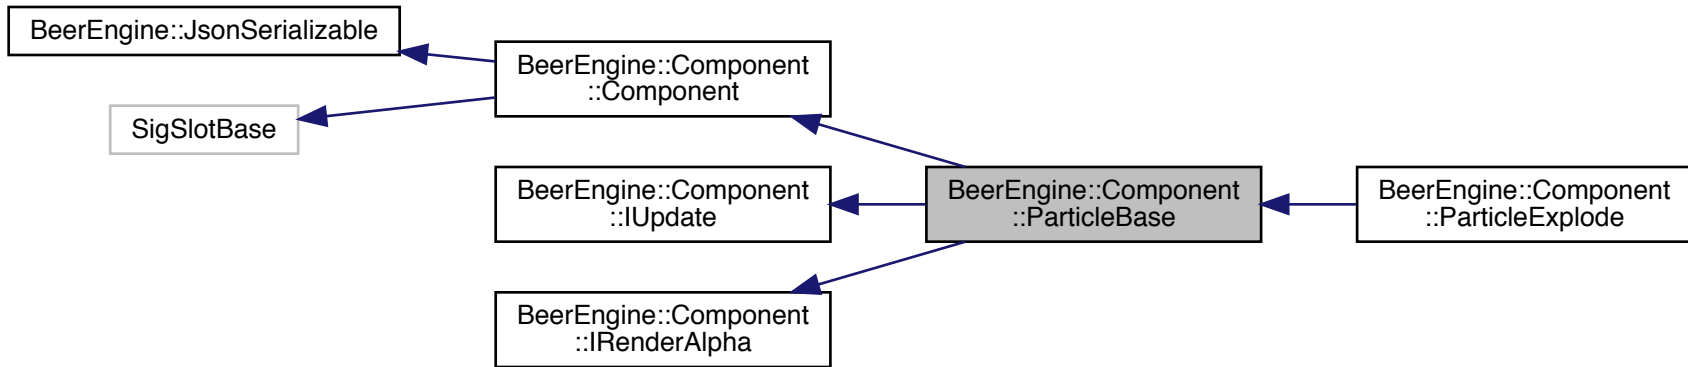 BeerEngine::JsonSerializable
SigSlotBase
BeerEngine::Component
::Component
BeerEngine::Component
::IUpdate
BeerEngine::Component
::IRenderAlpha
BeerEngine::Component
::ParticleBase
BeerEngine::Component
::ParticleExplode